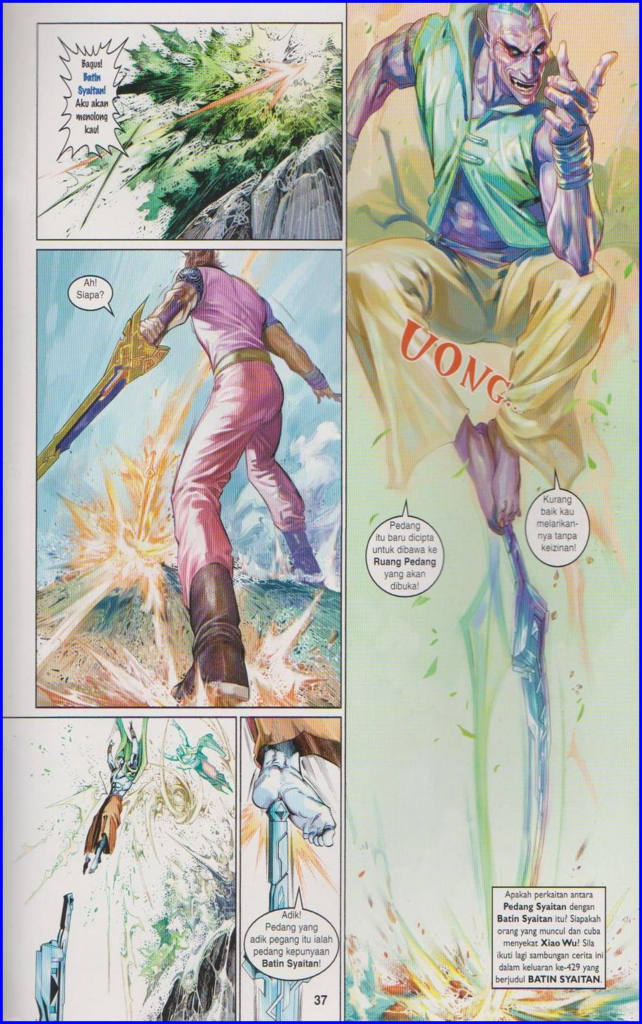 Bagus!
Batin
Syaitan!
Aku akan
menolong
kau!
Ah!
Siapa?
Adik!
Pedang yang
adik pegang itu ialah
pedang kepunyaan
Batin Syaitan!
UONG...
Pedang
itu baru dicipta
untuk dibawa ke
Ruang Pedang
yang akan
dibuka!
Kurang
baik kau
melarikan-
nya tanpa
keizinan!
Apakah perkaitan antara
Pedang Syaitan dengan
Batin Syaitan itu? Siapakah
orang yang muncul dan cuba
menyekat Xiao Wu? Sila
ikuti lagi sambungan cerita ini
dalam keluaran ke-429 yang
berjudul BATIN SYAITAN.
37